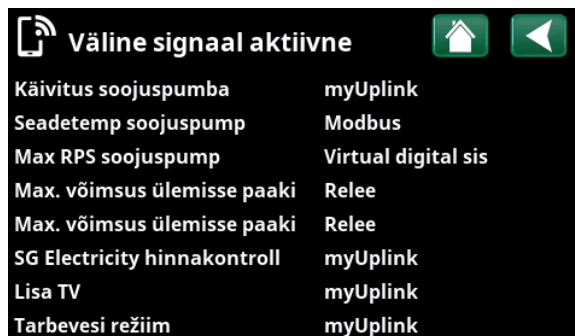 Väline signaal aktiivne
Käivitus soojuspumba myUplink
Seadetemp soojuspump Modbus
Max RPS soojuspump Virtual digital sis
Max. võimsus ülemisse paaki Relee
Max. võimsus ülemisse paaki Relee
SG Electricity hinnakontroll myUplink
Lisa TV myUplink
Tarbevesi režiim myUplink